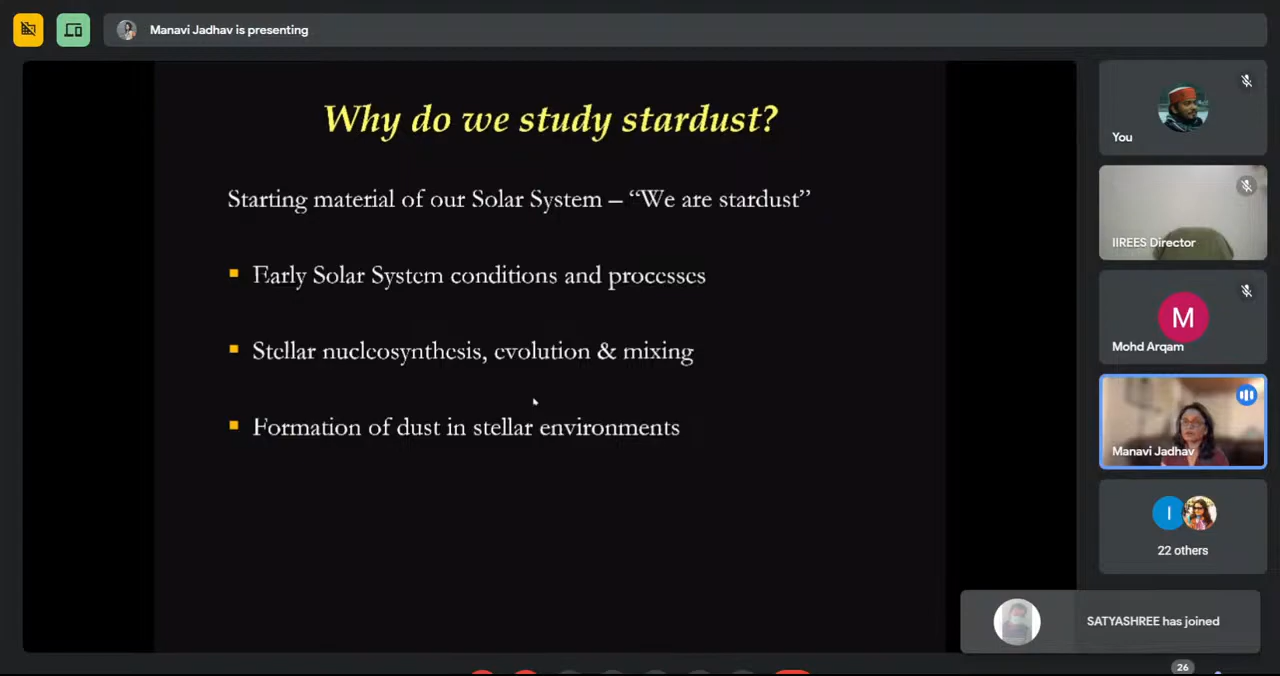 Manavi Jadhav is presenting
Why do we study stardust?
Starting material of our Solar System – “We are stardust”
Early Solar System conditions and processes
Stellar nucleosynthesis, evolution & mixing
Formation of dust in stellar environments
You
IIREES Director
M
Mohd Arqam
Manavi Jadhav
I
22 others
SATYASHREE has joined
26